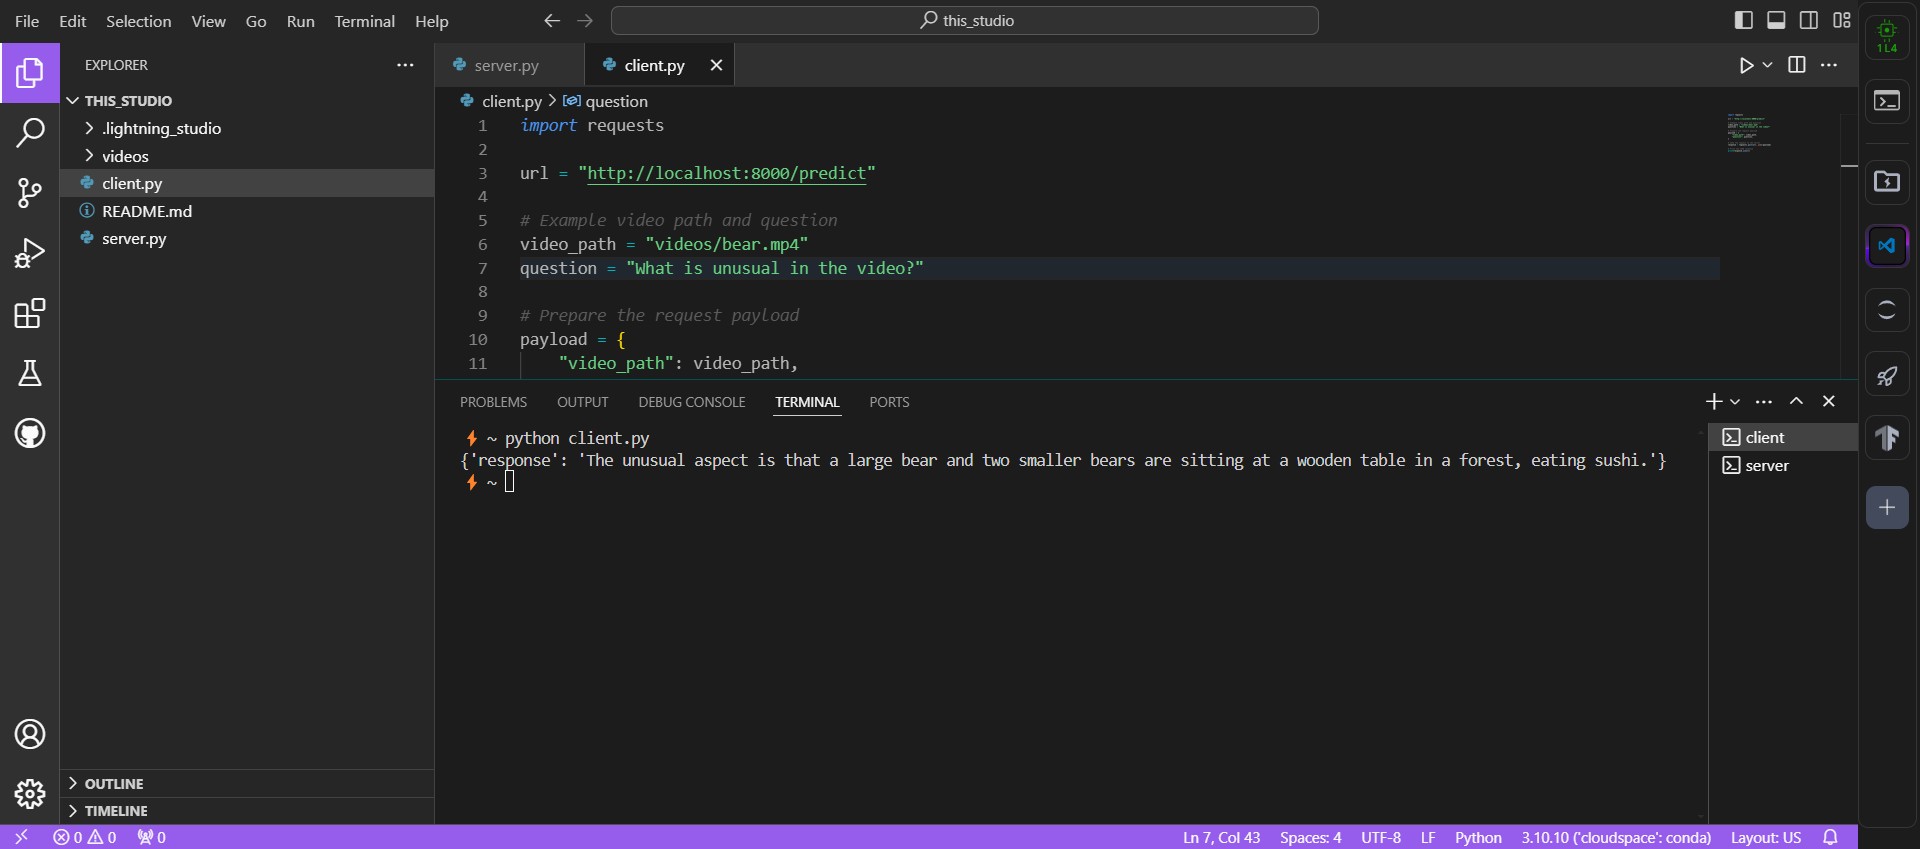 File Edit Selection View Go Run Terminal Help
this_studio
1 L4
EXPLORER
THIS_STUDIO
.lightning_studio
videos
client.py
README.md
server.py
OUTLINE
TIMELINE
server.py
client.py
client.py > question
1 import requests
2
3 url = "http://localhost:8000/predict"
4
5 # Example video path and question
6 video_path = "videos/bear.mp4"
7 question = "What is unusual in the video?"
8
9 # Prepare the request payload
10 payload = {
11 "video_path": video_path,
PROBLEMS OUTPUT DEBUG CONSOLE TERMINAL PORTS
~ python client.py
{'response': 'The unusual aspect is that a large bear and two smaller bears are sitting at a wooden table in a forest, eating sushi.'}
~
client
server
0 0 0
Ln 7, Col 43 Spaces: 4 UTF-8 LF Python 3.10.10 ('cloudspace': conda) Layout: US